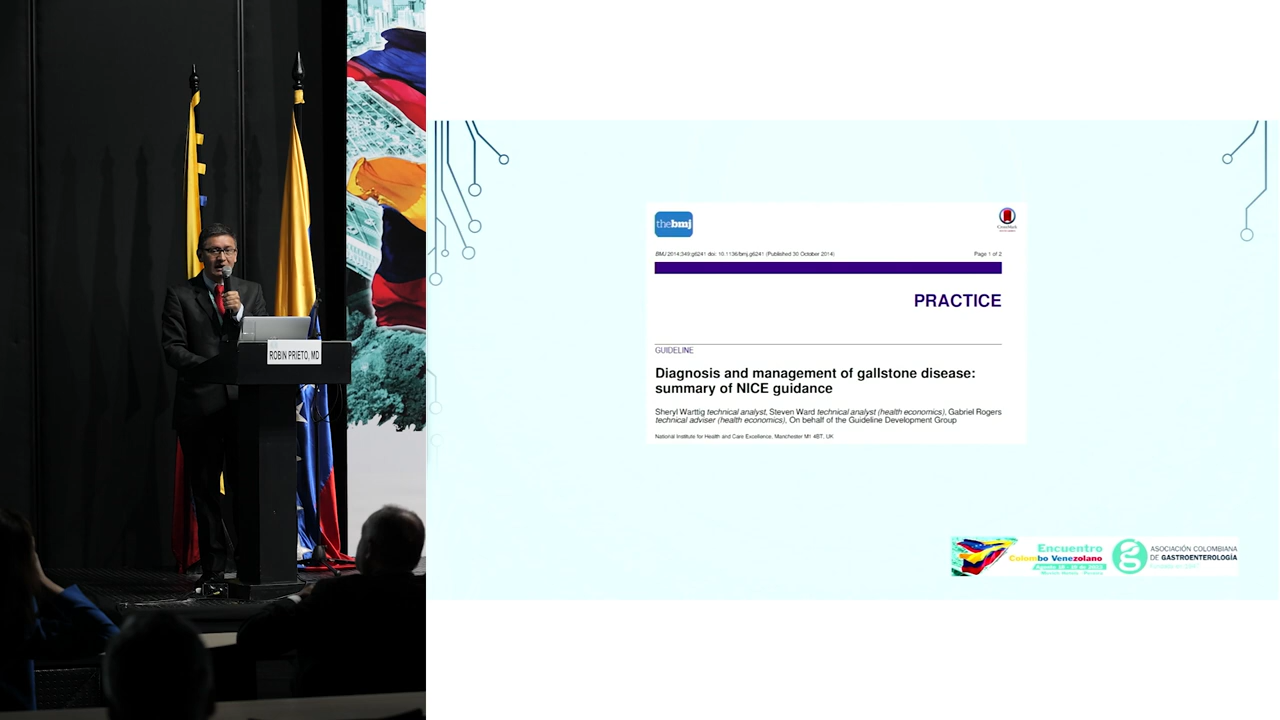 ROBIN PRIETO, MD
thebmj
CrossMark
BMJ 2014;349:g6241 doi: 10.1136/bmj.g6241 (Published 30 October 2014)
Page 1 of 2
PRACTICE
GUIDELINE
Diagnosis and management of gallstone disease:
summary of NICE guidance
Sheryl Warttig technical analyst, Steven Ward technical analyst (health economics), Gabriel Rogers
technical adviser (health economics), On behalf of the Guideline Development Group
National Institute for Health and Care Excellence, Manchester M1 4BT, UK
Encuentro
Colombo Venezolano
g
ASOCIACIÓN COLOMBIANA
DE GASTROENTEROLOGÍA